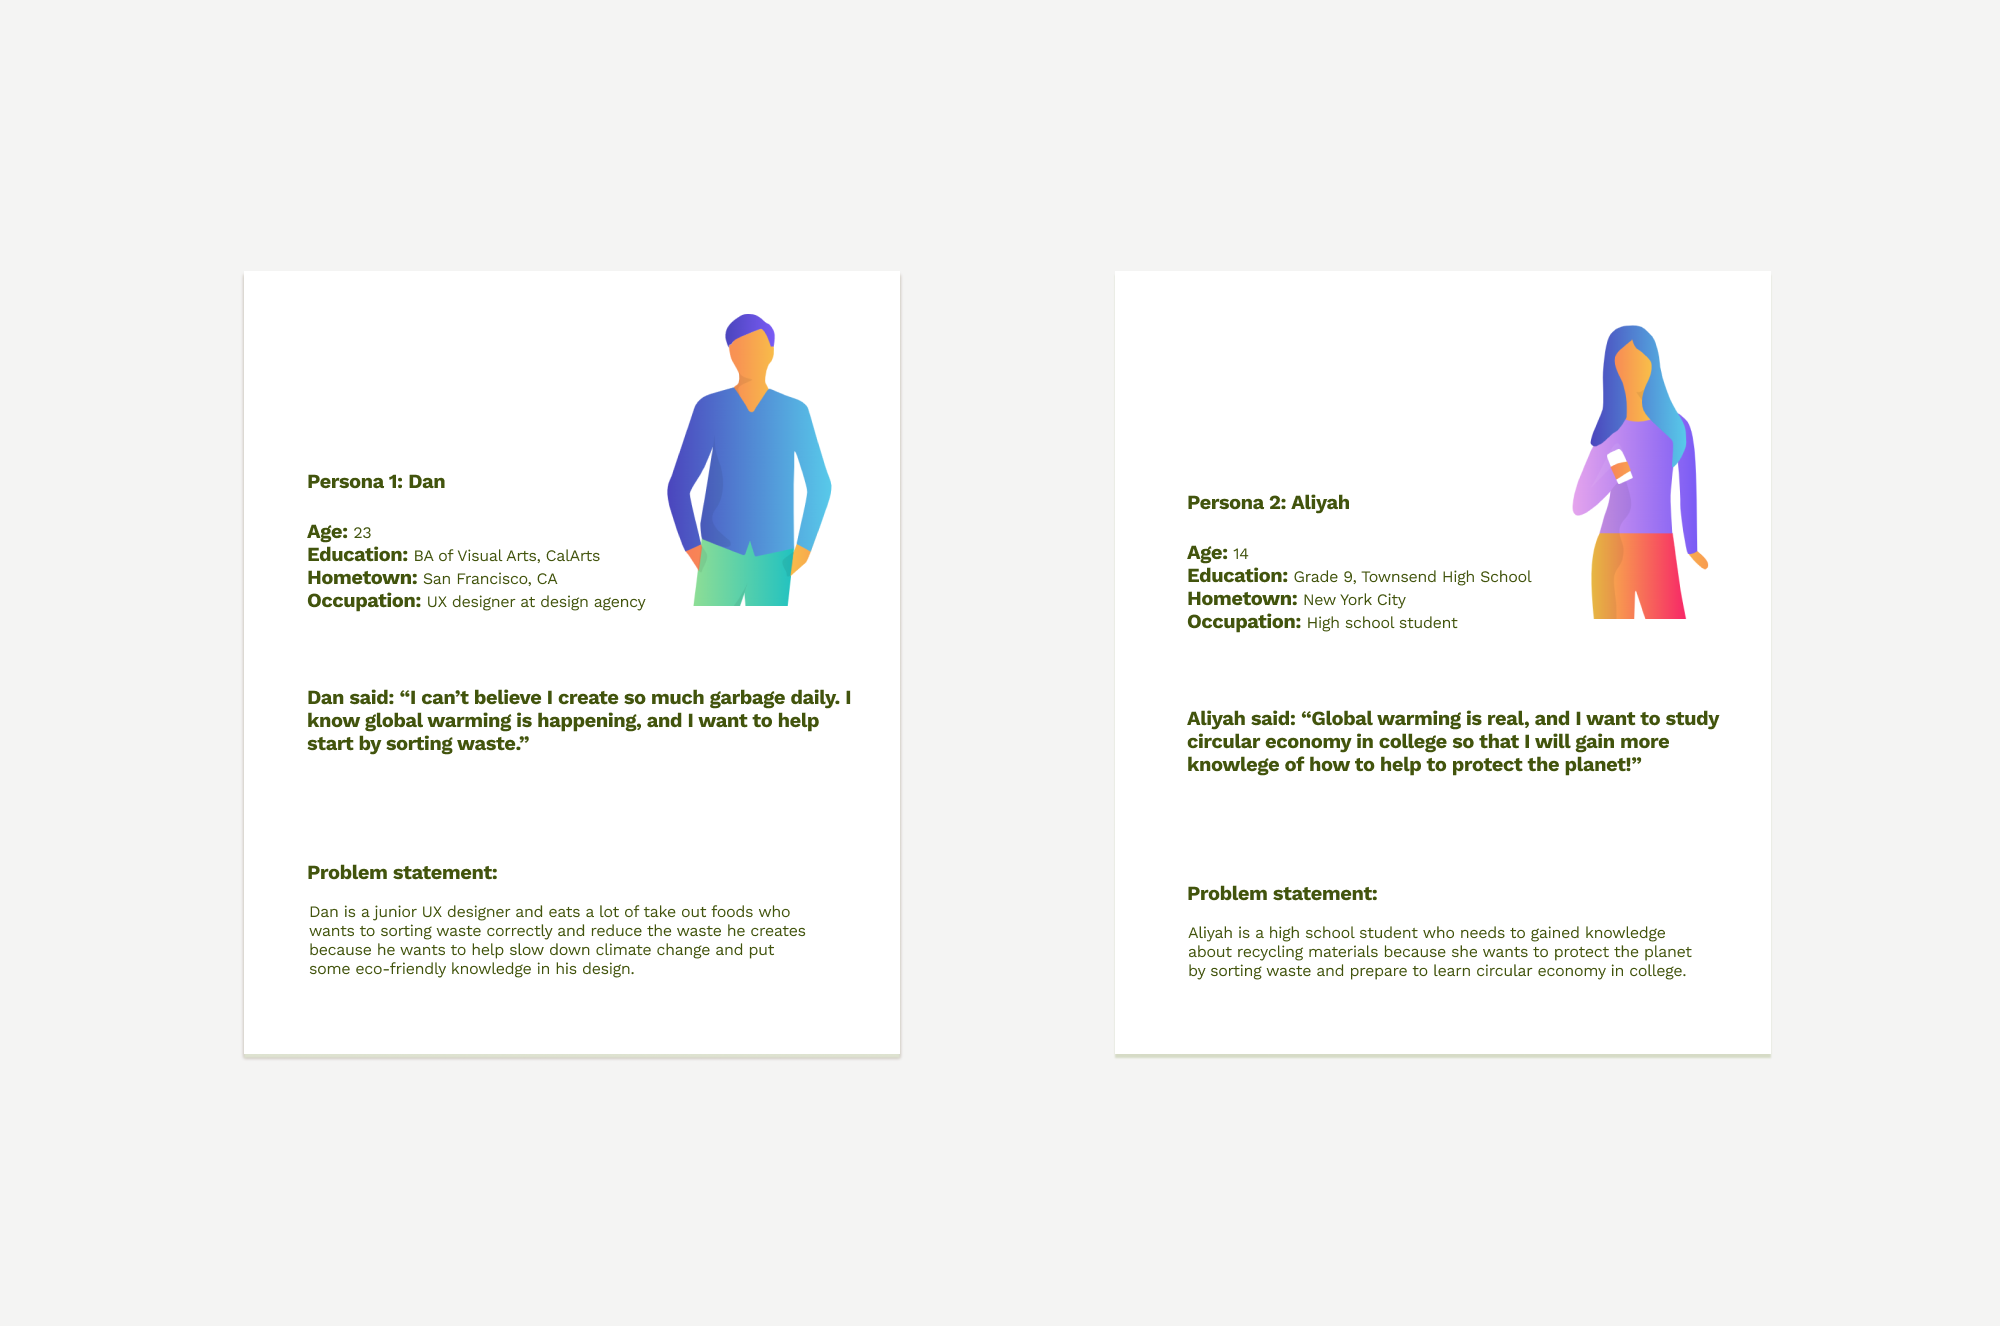 Persona 1: Dan
Age: 23
Education: BA of Visual Arts, CalArts
Hometown: San Francisco, CA
Occupation: UX designer at design agency
Dan said: “I can’t believe I create so much garbage daily. I
know global warming is happening, and I want to help
start by sorting waste.”
Problem statement:
Dan is a junior UX designer and eats a lot of take out foods who
wants to sorting waste correctly and reduce the waste he creates
because he wants to help slow down climate change and put
some eco-friendly knowledge in his design.
Persona 2: Aliyah
Age: 14
Education: Grade 9, Townsend High School
Hometown: New York City
Occupation: High school student
Aliyah said: “Global warming is real, and I want to study
circular economy in college so that I will gain more
knowlege of how to help to protect the planet!”
Problem statement:
Aliyah is a high school student who needs to gained knowledge
about recycling materials because she wants to protect the planet
by sorting waste and prepare to learn circular economy in college.